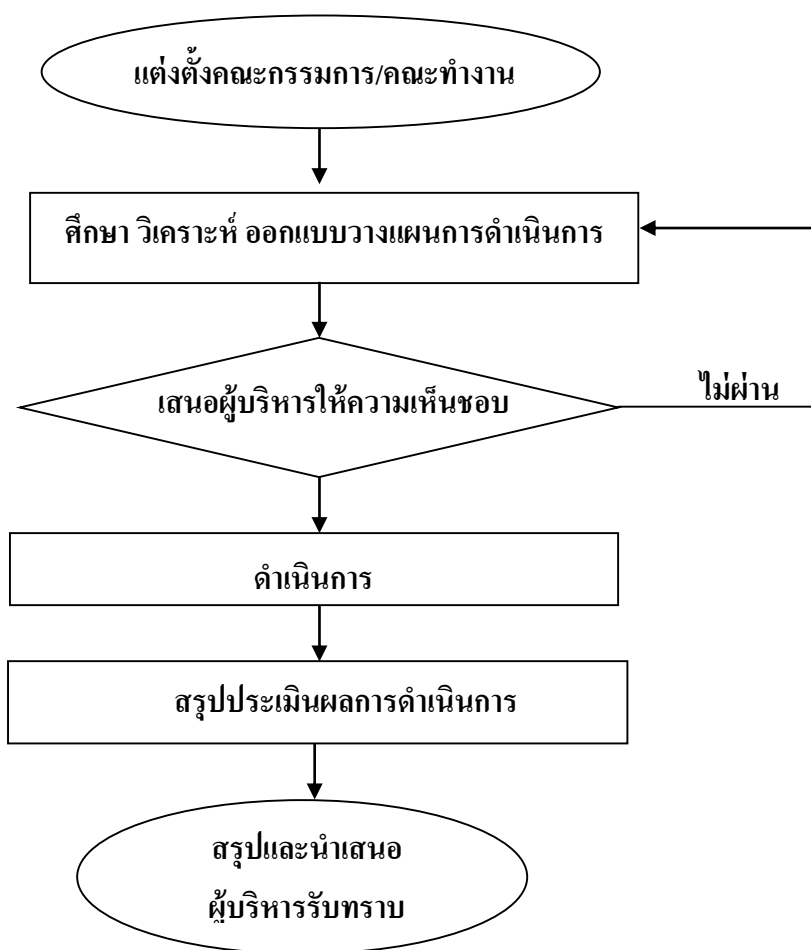 แต่งตั้งคณะกรรมการ/คณะทำงาน
ศึกษา วิเคราะห์ ออกแบบวางแผนการดำเนินการ
เสนอผู้บริหารให้ความเห็นชอบ
ไม่ผ่าน
ดำเนินการ
สรุปประเมินผลการดำเนินการ
สรุปและนำเสนอ
ผู้บริหารรับทราบ